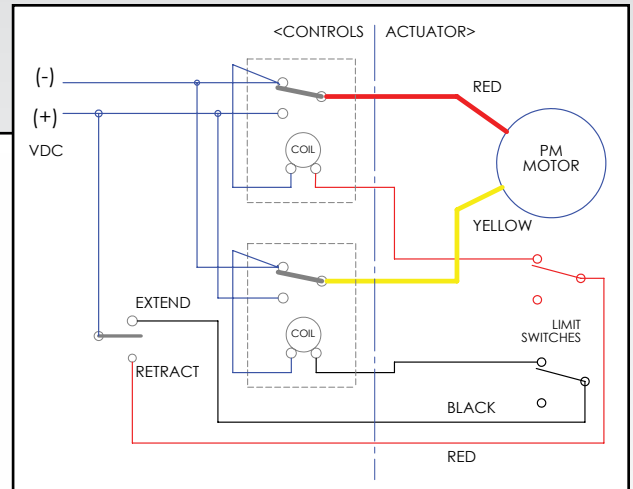 <CONTROLS ACTUATOR>
(-)
RED
(+)
VDC
COIL
PM
MOTOR
YELLOW
EXTEND
COIL
LIMIT
SWITCHES
RETRACT
BLACK
RED